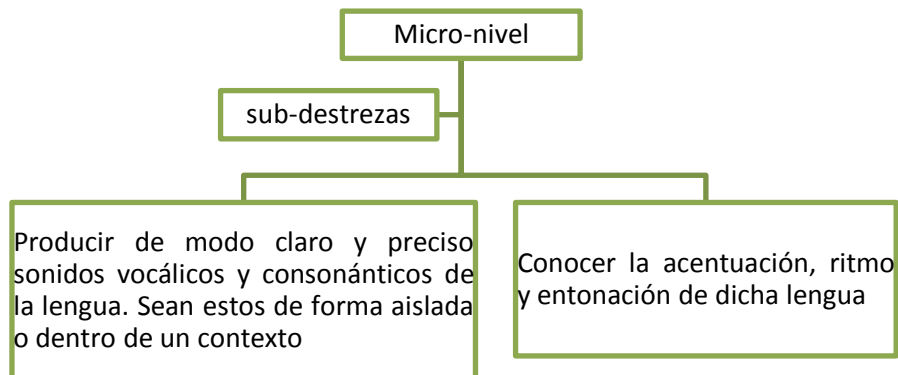 Micro-nivel
sub-destrezas
Producir de modo claro y preciso
sonidos vocálicos y consonánticos de
la lengua. Sean estos de forma aislada
o dentro de un contexto
Conocer la acentuación, ritmo
y entonación de dicha lengua